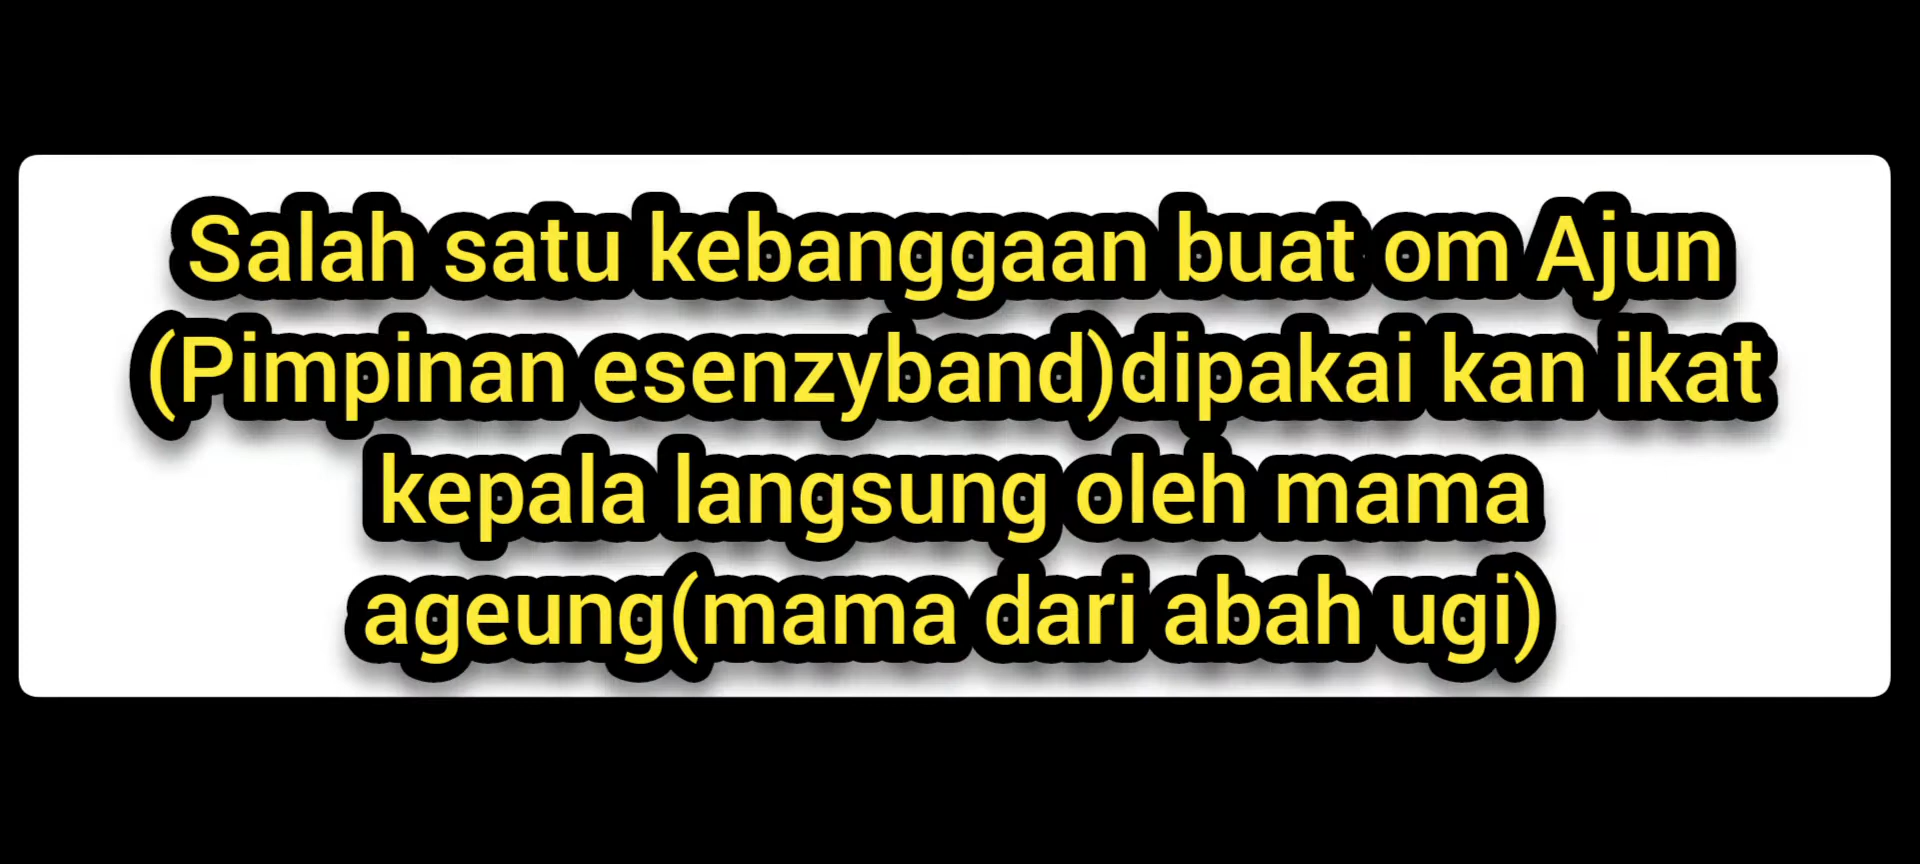 Salah satu kebanggaan buat om Ajun
(Pimpinan esenzyband)dipakai kan ikat
kepala langsung oleh mama
ageung(mama dari abah ugi)